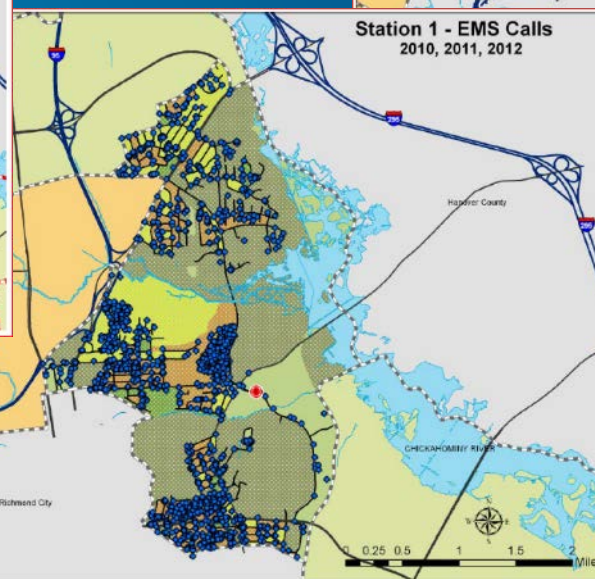 Station 1 - EMS Calls
2010, 2011, 2012
95
295
Hanover County
295
CHICKAHOMINY RIVER
Richmond City
0 0.25 0.5 1 1.5 2
Mile